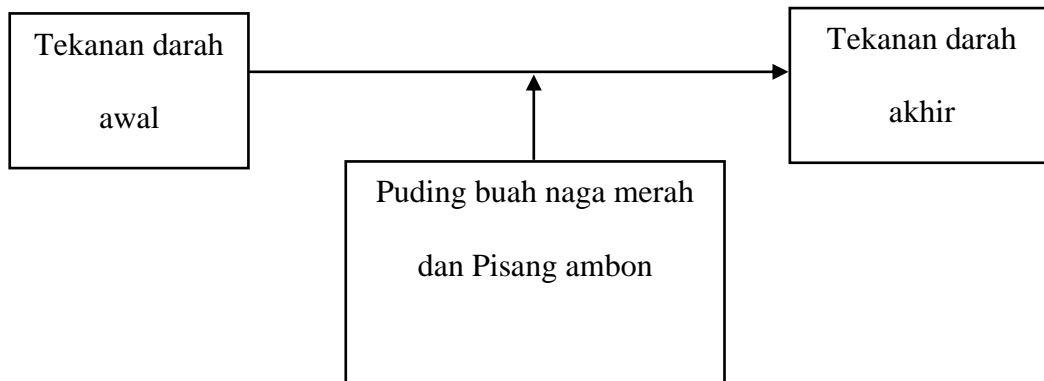 Tekanan darah
awal
Tekanan darah
akhir
Puding buah naga merah
dan Pisang ambon